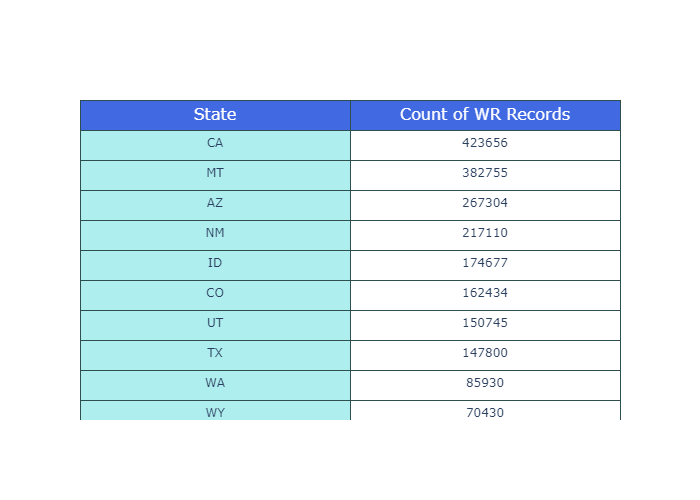 State Count of WR Records
CA 423656
MT 382755
AZ 267304
NM 217110
ID 174677
CO 162434
UT 150745
TX 147800
WA 85930
WY 70430